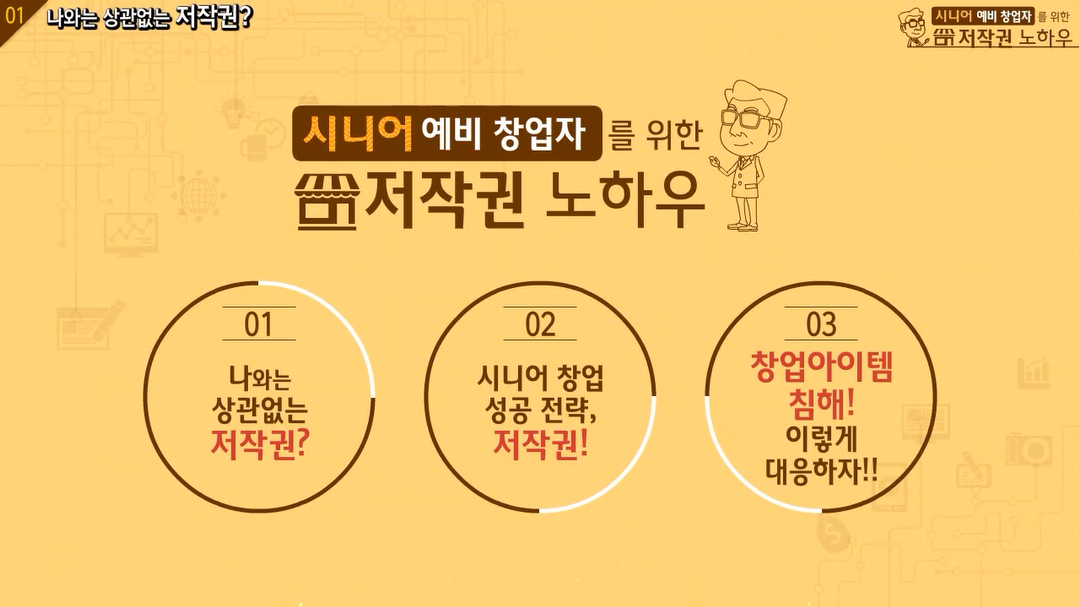 01 나와는 상관없는 저작권?
시니어 예비 창업자 를 위한
저작권 노하우
시니어 예비 창업자 를 위한
저작권 노하우
01
나와는
상관없는
저작권?
02
시니어 창업
성공 전략,
저작권!
03
창업아이템
침해!
이렇게
대응하자!!